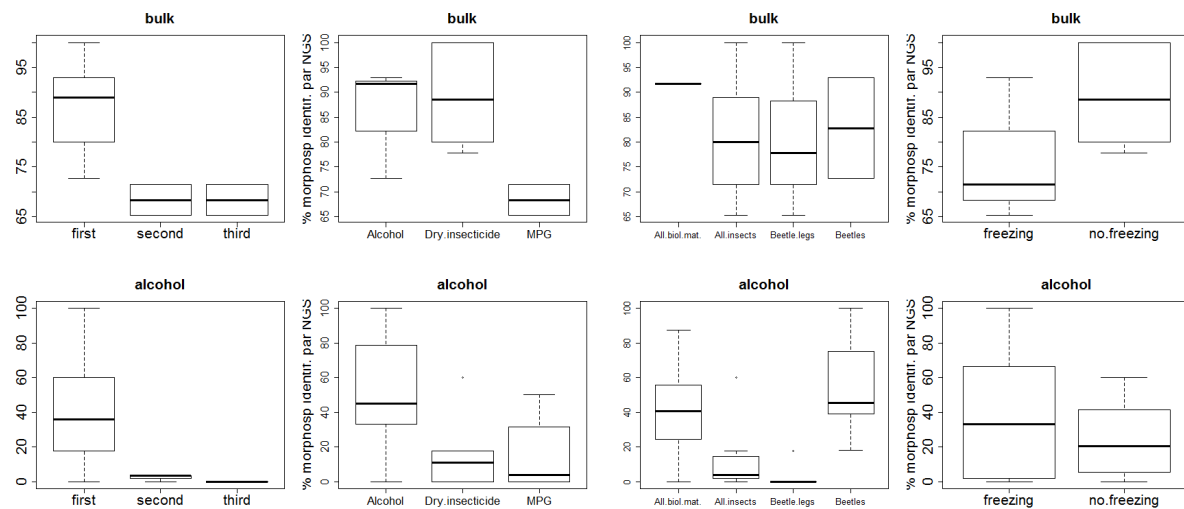 bulk
95
85
75
65
first second third
bulk
% morphosp identif. par NGS
100
95
90
85
80
75
70
65
Alcohol Dry.insecticide MPG
bulk
100
95
90
85
80
75
70
65
All.biol.mat. All.insects Beetle.legs Beetles
bulk
% morphosp identif. par NGS
95
85
75
65
freezing no.freezing
alcohol
100
80
60
40
20
0
first second third
alcohol
% morphosp identif. par NGS
100
80
60
40
20
0
Alcohol Dry.insecticide MPG
alcohol
100
80
60
40
20
0
All.biol.mat. All.insects Beetle.legs Beetles
alcohol
% morphosp identif. par NGS
100
80
60
40
20
0
freezing no.freezing